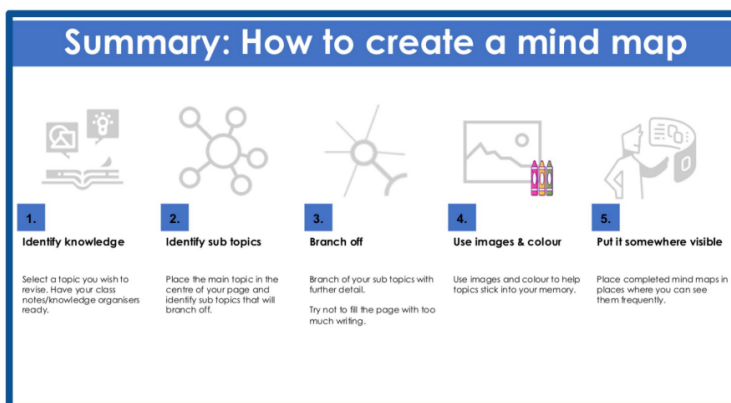 Summary: How to create a mind map
1.
Identify knowledge
Select a topic you wish to
revise. Have your class
notes/knowledge organisers
ready.
2.
Identify sub topics
Place the main topic in the
centre of your page and
identify sub topics that will
branch off.
3.
Branch off
Branch of your sub topics with
further detail.
Try not to fill the page with too
much writing.
4.
Use images & colour
Use images and colour to help
topics stick into your memory.
5.
Put it somewhere visible
Place completed mind maps in
places where you can see
them frequently.